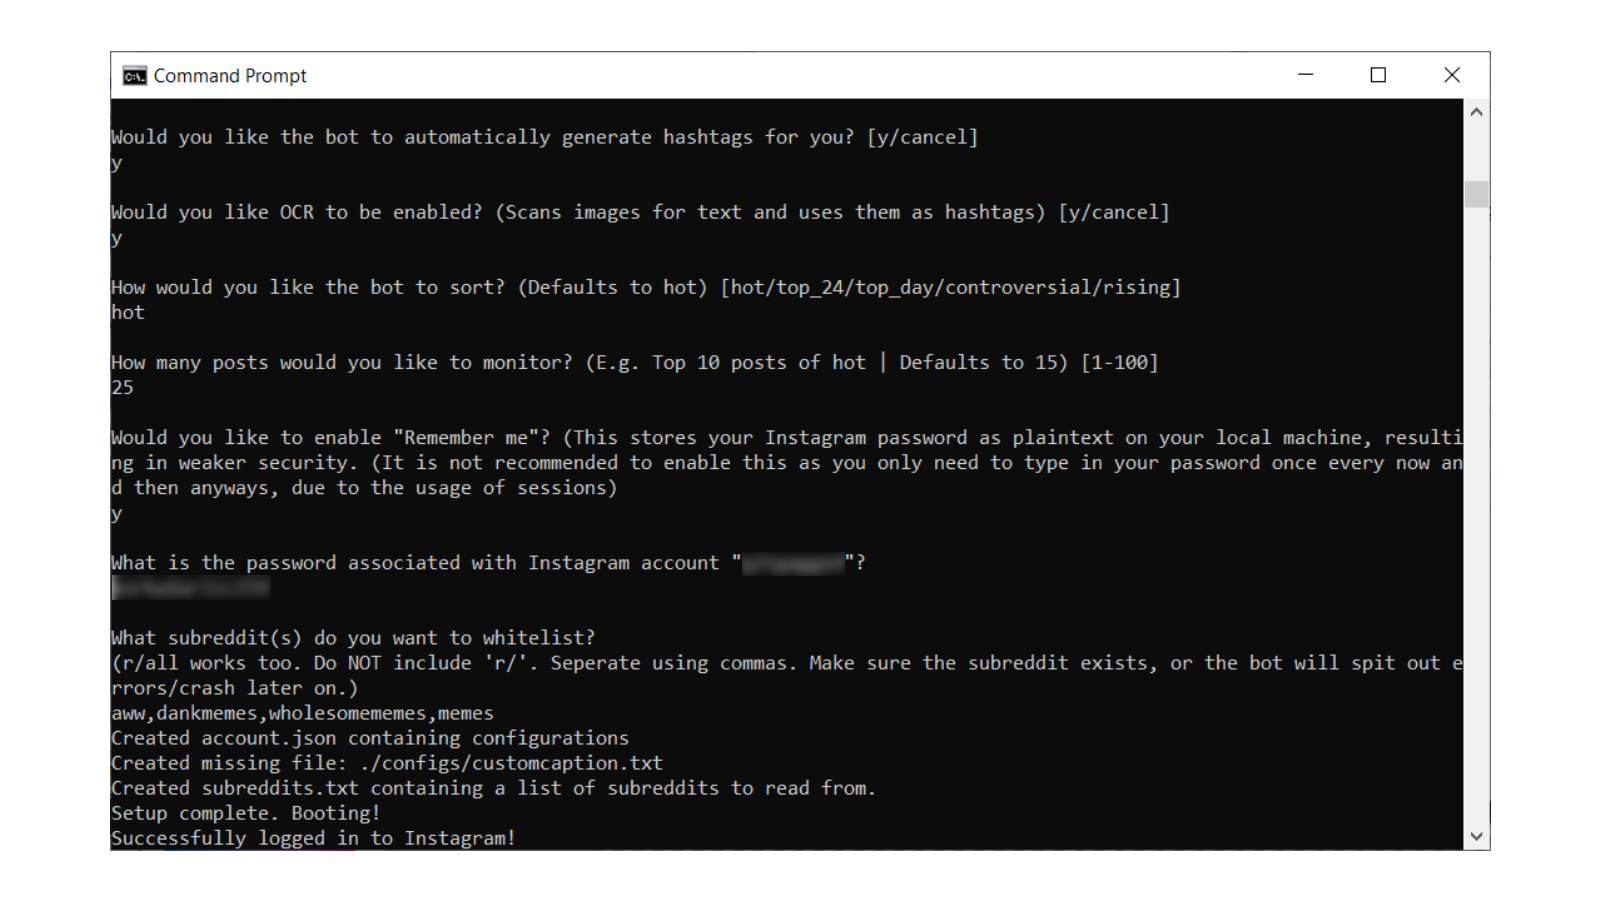 Command Prompt
Would you like the bot to automatically generate hashtags for you? [y/cancel]
y
Would you like OCR to be enabled? (Scans images for text and uses them as hashtags) [y/cancel]
y
How would you like the bot to sort? (Defaults to hot) [hot/top_24/top_day/controversial/rising]
hot
How many posts would you like to monitor? (E.g. Top 10 posts of hot | Defaults to 15) [1-100]
25
Would you like to enable "Remember me"? (This stores your Instagram password as plaintext on your local machine, resulti
ng in weaker security. (It is not recommended to enable this as you only need to type in your password once every now an
d then anyways, due to the usage of sessions)
y
What is the password associated with Instagram account " "?
What subreddit(s) do you want to whitelist?
(r/all works too. Do NOT include 'r/'. Seperate using commas. Make sure the subreddit exists, or the bot will spit out e
rrors/crash later on.)
aww,dankmemes,wholesomememes,memes
Created account.json containing configurations
Created missing file: ./configs/customcaption.txt
Created subreddits.txt containing a list of subreddits to read from.
Setup complete. Booting!
Successfully logged in to Instagram!